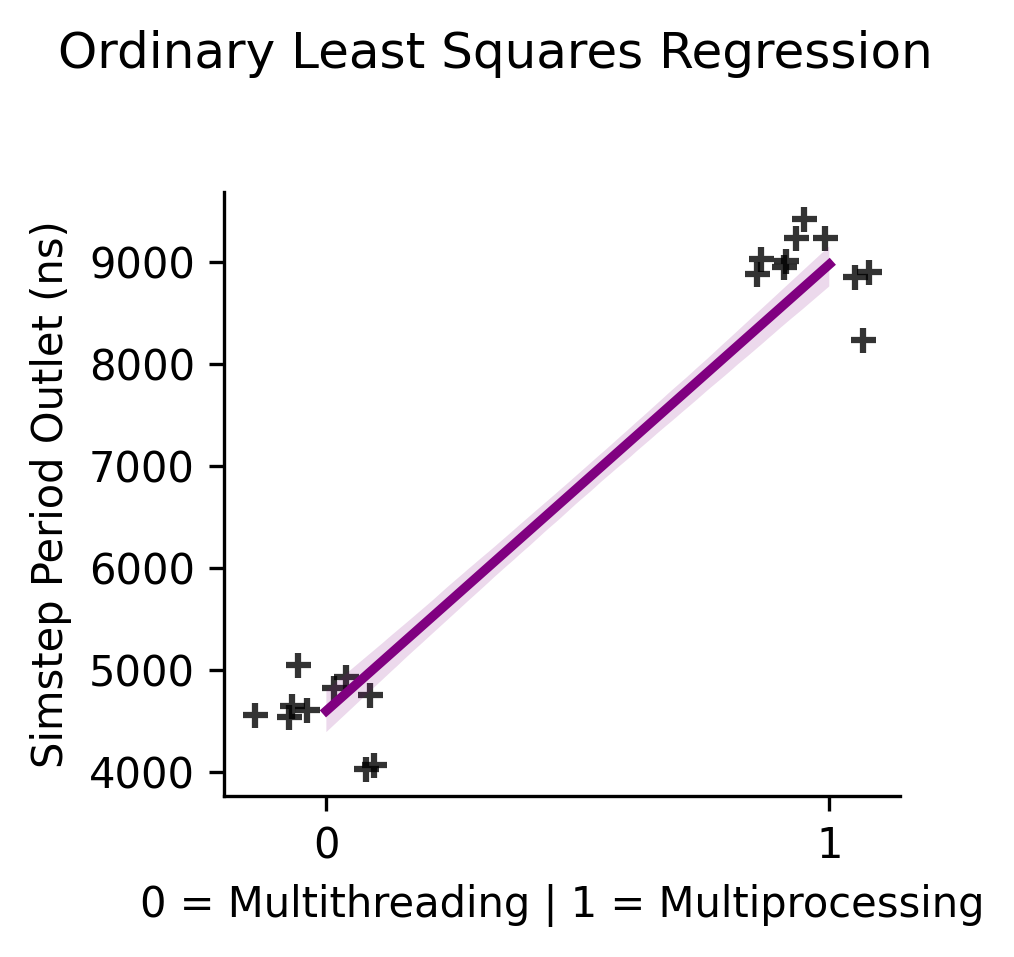 Ordinary Least Squares Regression
Simstep Period Outlet (ns)
9000
8000
7000
6000
5000
4000
0
1
0 = Multithreading | 1 = Multiprocessing